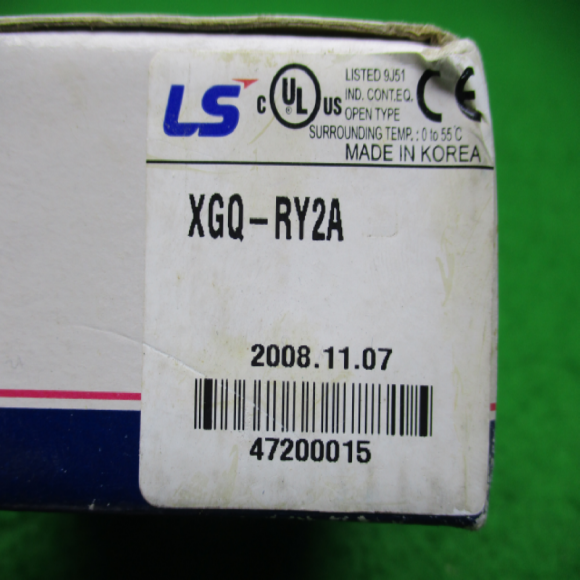 LS
c UL US
LISTED 9J51
IND. CONT.EQ.
OPEN TYPE
CE
SURROUNDING TEMP. : 0 to 55°C
MADE IN KOREA
XGQ-RY2A
2008.11.07
47200015